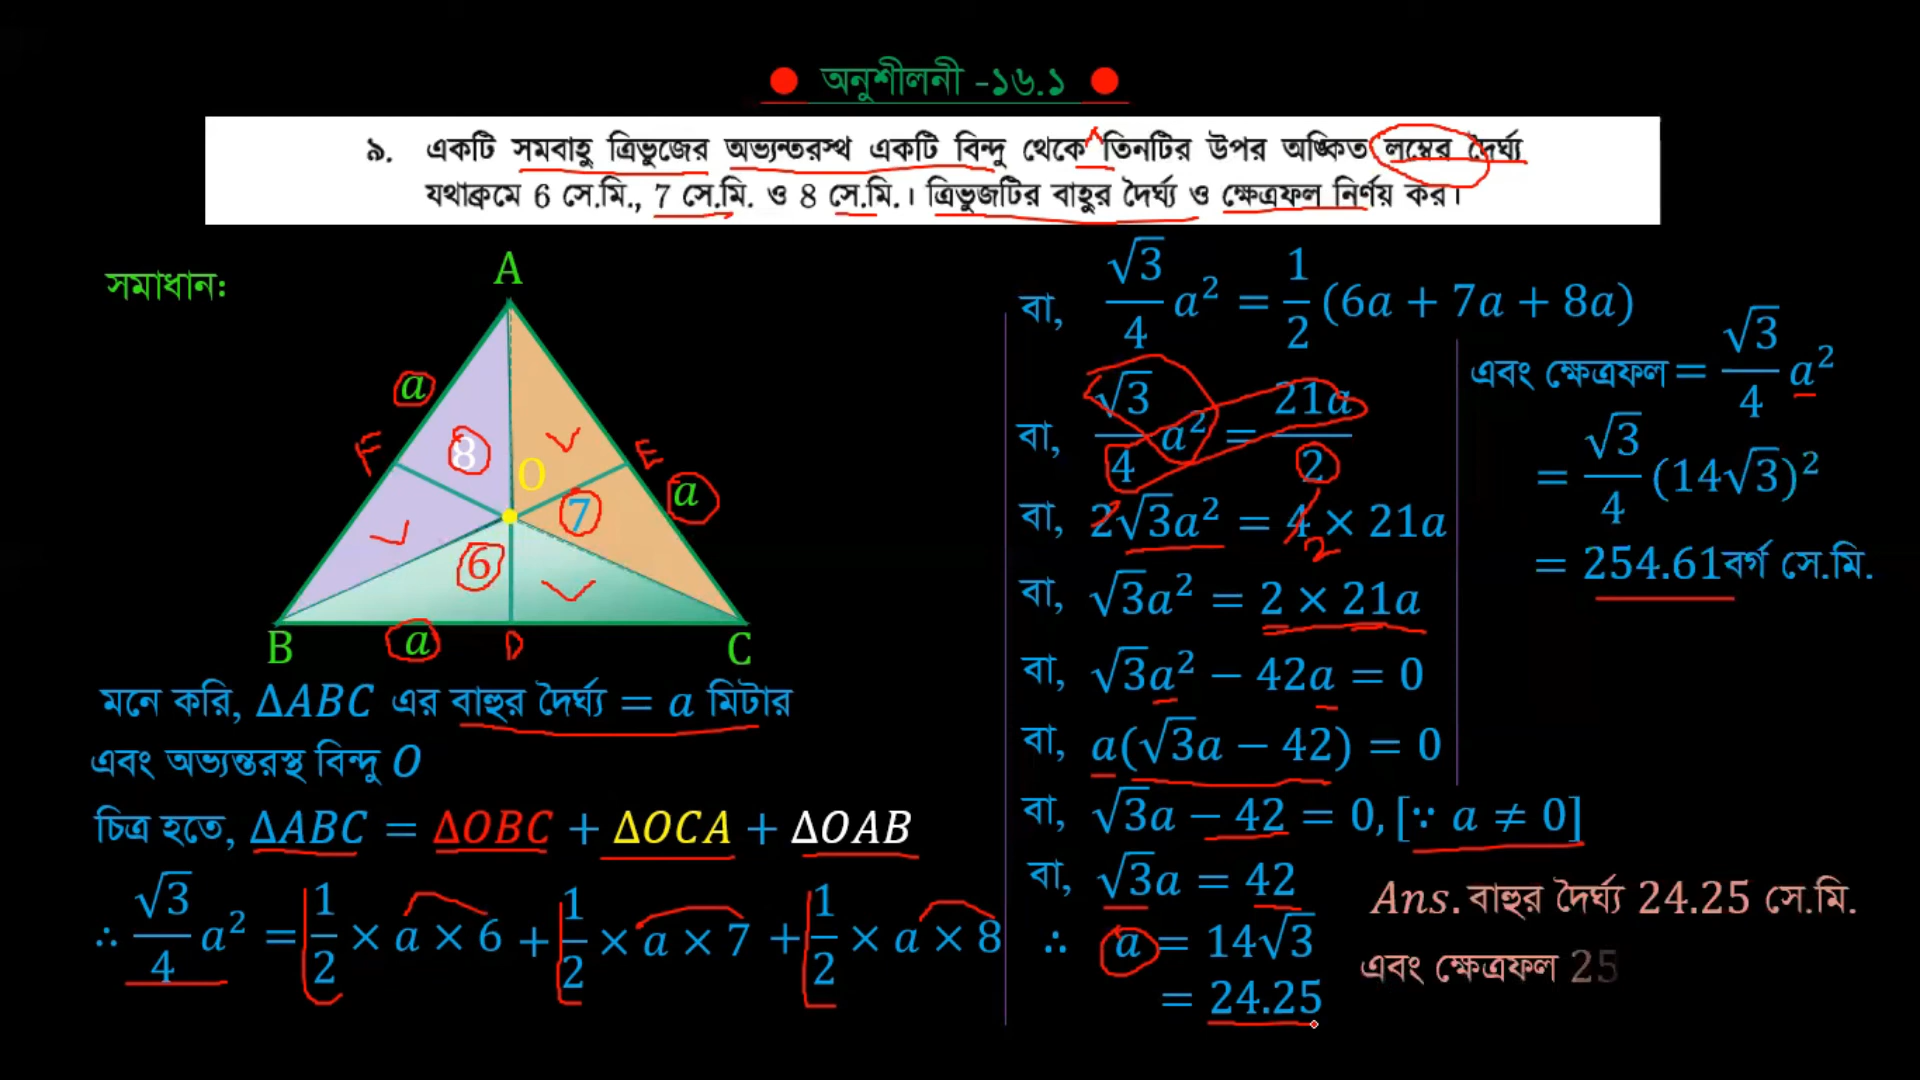 অনুশীলনী -১৬.১
৯. একটি সমবাহু ত্রিভুজের অভ্যন্তরস্থ একটি বিন্দু থেকে তিনটির উপর অঙ্কিত লম্বের দৈর্ঘ্য
যথাক্রমে 6 সে.মি., 7 সে.মি. ও 8 সে.মি.। ত্রিভুজটির বাহুর দৈর্ঘ্য ও ক্ষেত্রফল নির্ণয় কর।
সমাধান:
A
a
F
8
O
E
7
a
6
B
a
D
C
মনে করি, ΔABC এর বাহুর দৈর্ঘ্য = a মিটার
এবং অভ্যন্তরস্থ বিন্দু O
চিত্র হতে, ΔABC = ΔOBC + ΔOCA + ΔOAB
∴ √3/4 a² = 1/2 × a × 6 + 1/2 × a × 7 + 1/2 × a × 8
বা, √3/4 a² = 1/2 (6a + 7a + 8a)
বা, √3/4 a² = 21a/2
বা, 2√3a² = 4 × 21a
2
বা, √3a² = 2 × 21a
বা, √3a² − 42a = 0
বা, a(√3a − 42) = 0
বা, √3a − 42 = 0, [∵ a ≠ 0]
বা, √3a = 42
∴ a = 14√3
= 24.25
এবং ক্ষেত্রফল = √3/4 a²
= √3/4 (14√3)²
= 254.61বর্গ সে.মি.
Ans. বাহুর দৈর্ঘ্য 24.25 সে.মি.
এবং ক্ষেত্রফল 25